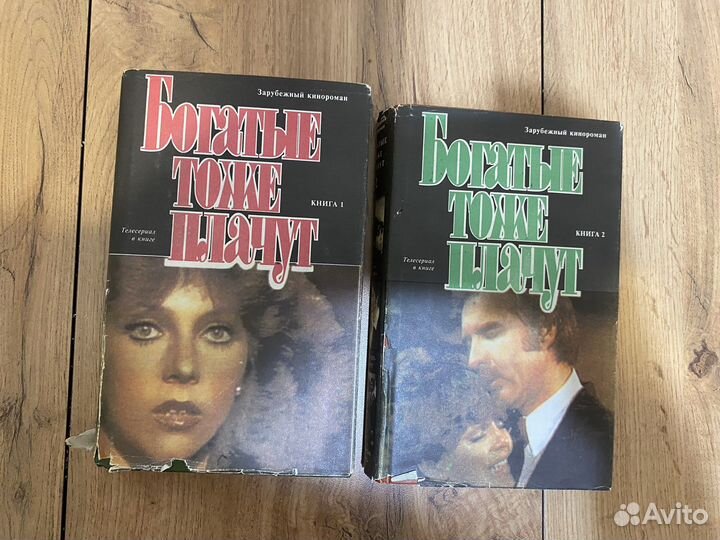 Зарубежный кинороман
Богатые
тоже
плачут
КНИГА 1
Телесериал
в книге
Зарубежный кинороман
Богатые
тоже
плачут
КНИГА 2
Телесериал
в книге
Avito